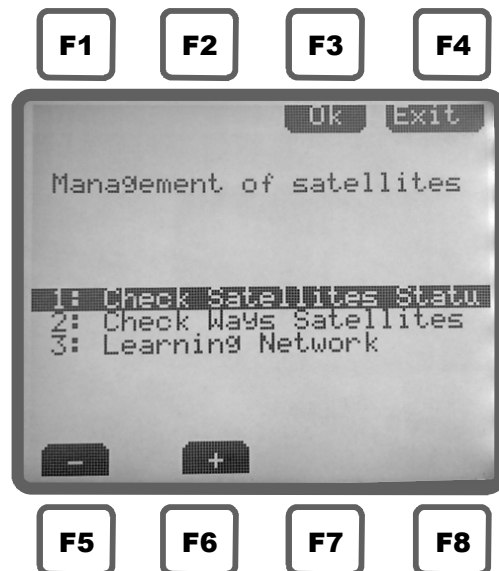 F1 F2 F3 F4
Ok Exit
Management of satellites
1: Check Satellites Statu
2: Check Ways Satellites
3: Learning Network
- +
F5 F6 F7 F8